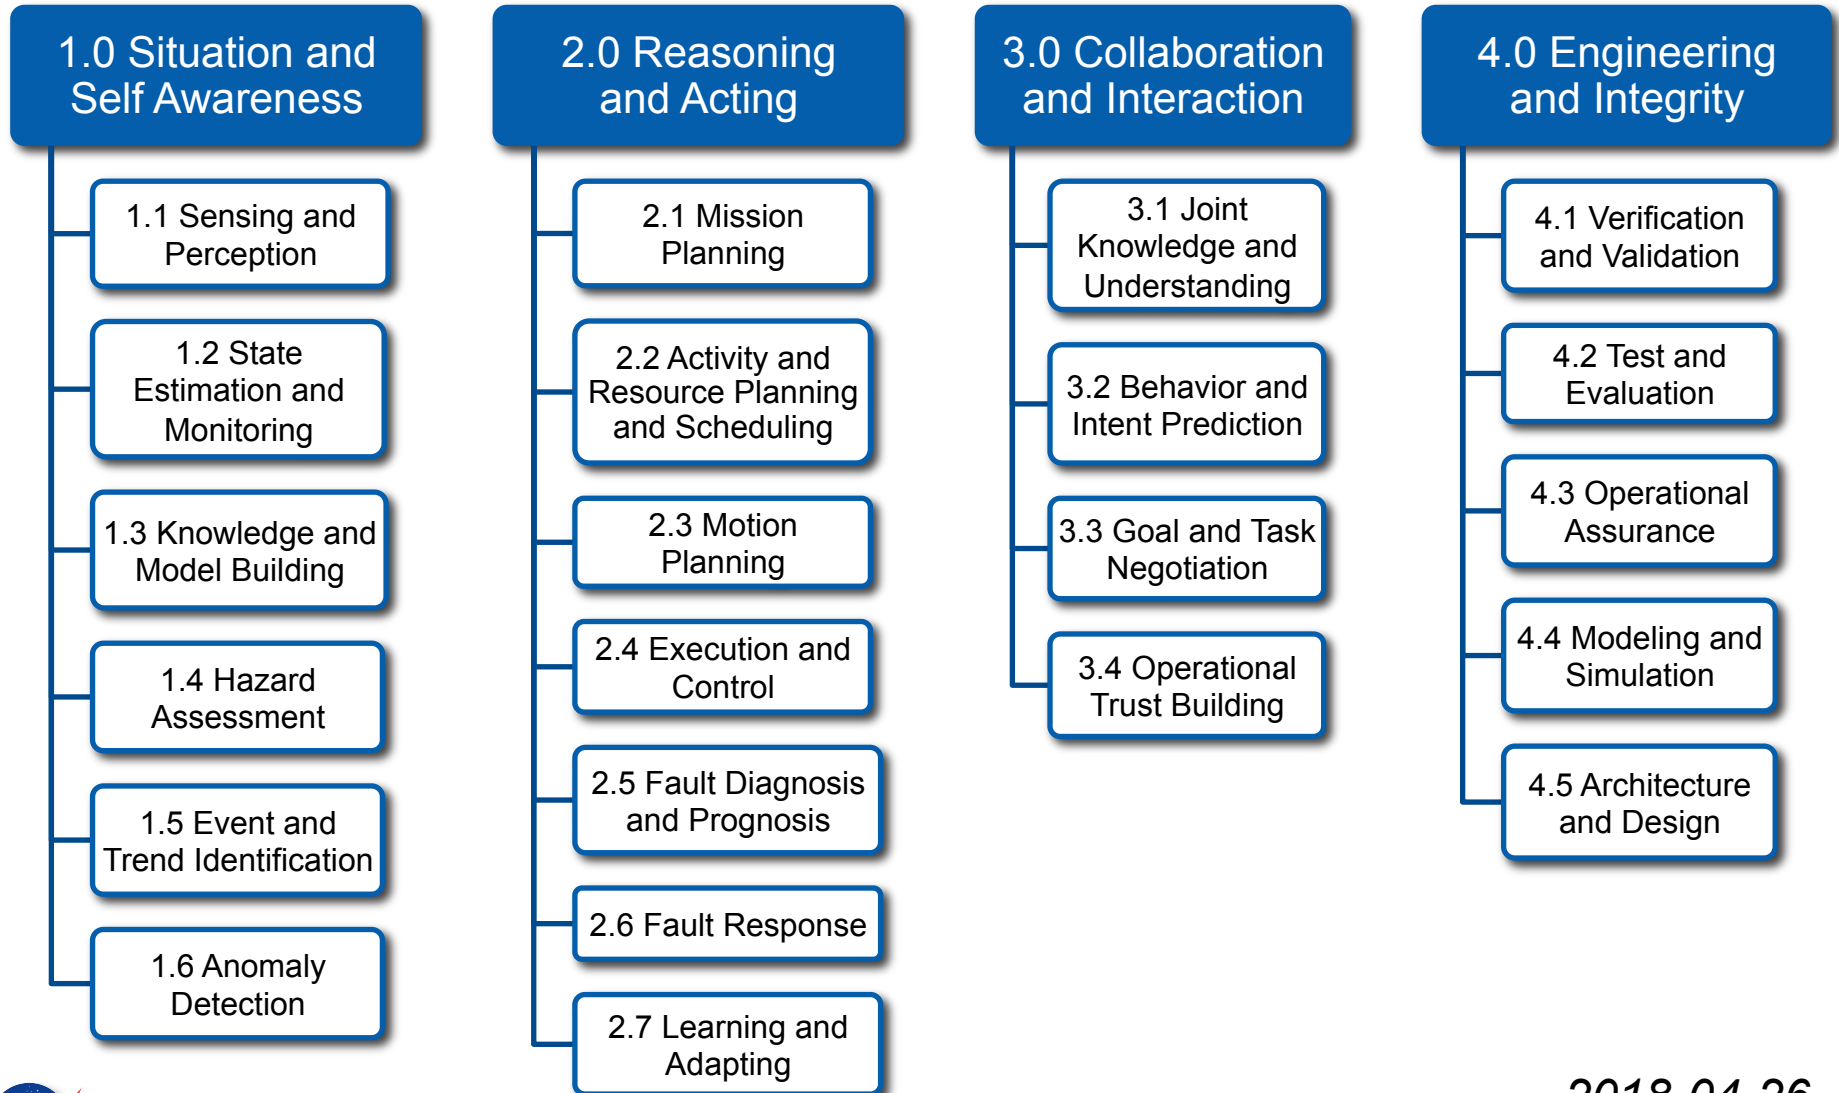 1.0 Situation and
Self Awareness
1.1 Sensing and
Perception
1.2 State
Estimation and
Monitoring
1.3 Knowledge and
Model Building
1.4 Hazard
Assessment
1.5 Event and
Trend Identification
1.6 Anomaly
Detection
2.0 Reasoning
and Acting
2.1 Mission
Planning
2.2 Activity and
Resource Planning
and Scheduling
2.3 Motion
Planning
2.4 Execution and
Control
2.5 Fault Diagnosis
and Prognosis
2.6 Fault Response
2.7 Learning and
Adapting
3.0 Collaboration
and Interaction
3.1 Joint
Knowledge and
Understanding
3.2 Behavior and
Intent Prediction
3.3 Goal and Task
Negotiation
3.4 Operational
Trust Building
4.0 Engineering
and Integrity
4.1 Verification
and Validation
4.2 Test and
Evaluation
4.3 Operational
Assurance
4.4 Modeling and
Simulation
4.5 Architecture
and Design
2018-04-26